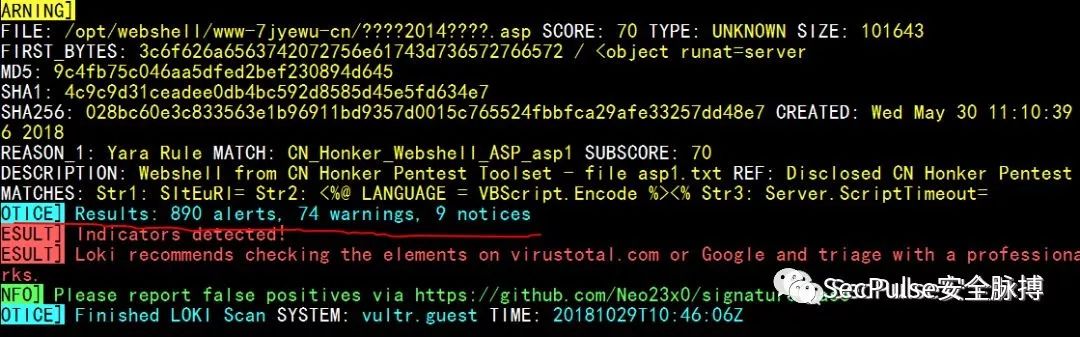 ARNING]
FILE: /opt/webshell/www-7jyewu-cn/????2014????.asp SCORE: 70 TYPE: UNKNOWN SIZE: 101643
FIRST_BYTES: 3c6f626a6563742072756e61743d736572766572 / <object runat=server
MD5: 9c4fb75c046aa5dfed2bef230894d645
SHA1: 4c9c9d31ceadee0db4bc592d8585d45e5fd634e7
SHA256: 028bc60e3c833563e1b96911bd9357d0015c765524fbbfca29afe33257dd48e7 CREATED: Wed May 30 11:10:39
6 2018
REASON_1: Yara Rule MATCH: CN_Honker_Webshell_ASP_asp1 SUBSCORE: 70
DESCRIPTION: Webshell from CN Honker Pentest Toolset - file asp1.txt REF: Disclosed CN Honker Pentest
MATCHES: Str1: SItEuRl= Str2: <%@ LANGUAGE = VBScript.Encode %><% Str3: Server.ScriptTimeout=
OTICE] Results: 890 alerts, 74 warnings, 9 notices
ESULT] Indicators detected!
ESULT] Loki recommends checking the elements on virustotal.com or Google and triage with a professiona
rks.
NFO] Please report false positives via https://github.com/Neo23x0/signatu
OTICE] Finished LOKI Scan SYSTEM: vultr.guest TIME: 20181029T10:46:06Z
SecPulse安全脉搏